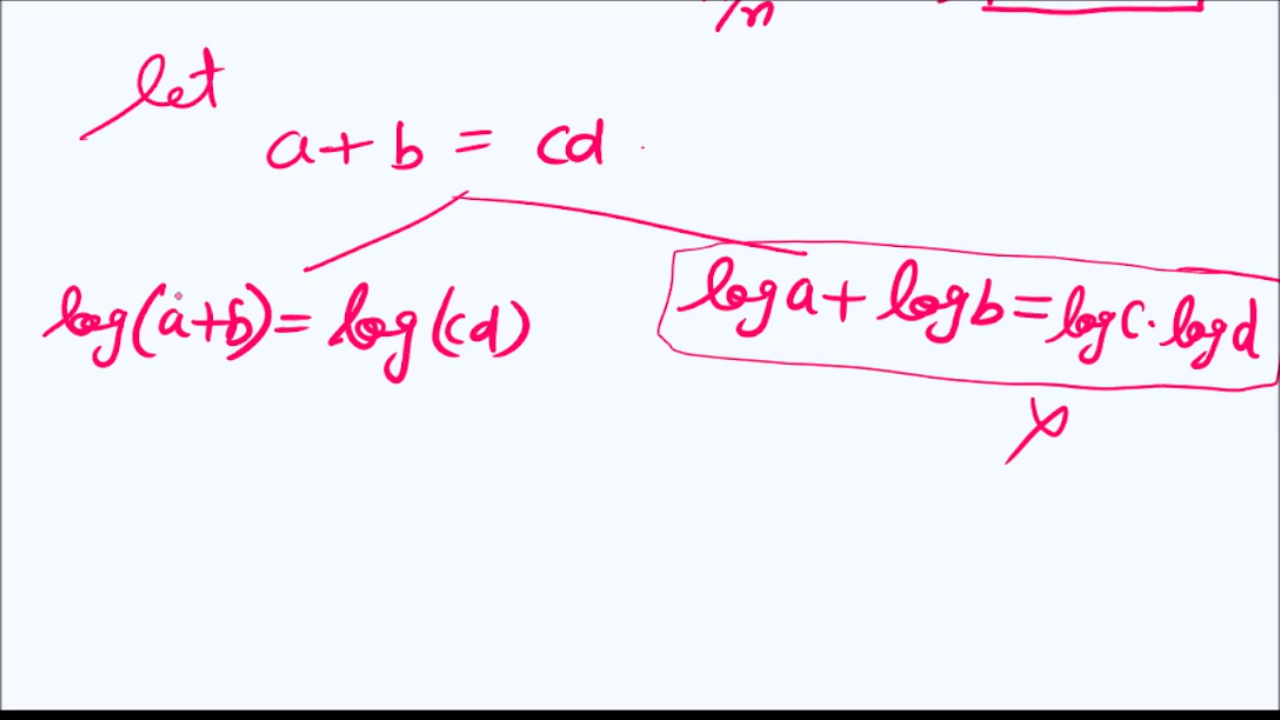 /n
let
a+b = cd
log(a+b) = log(cd)
log a + log b = log c . log d